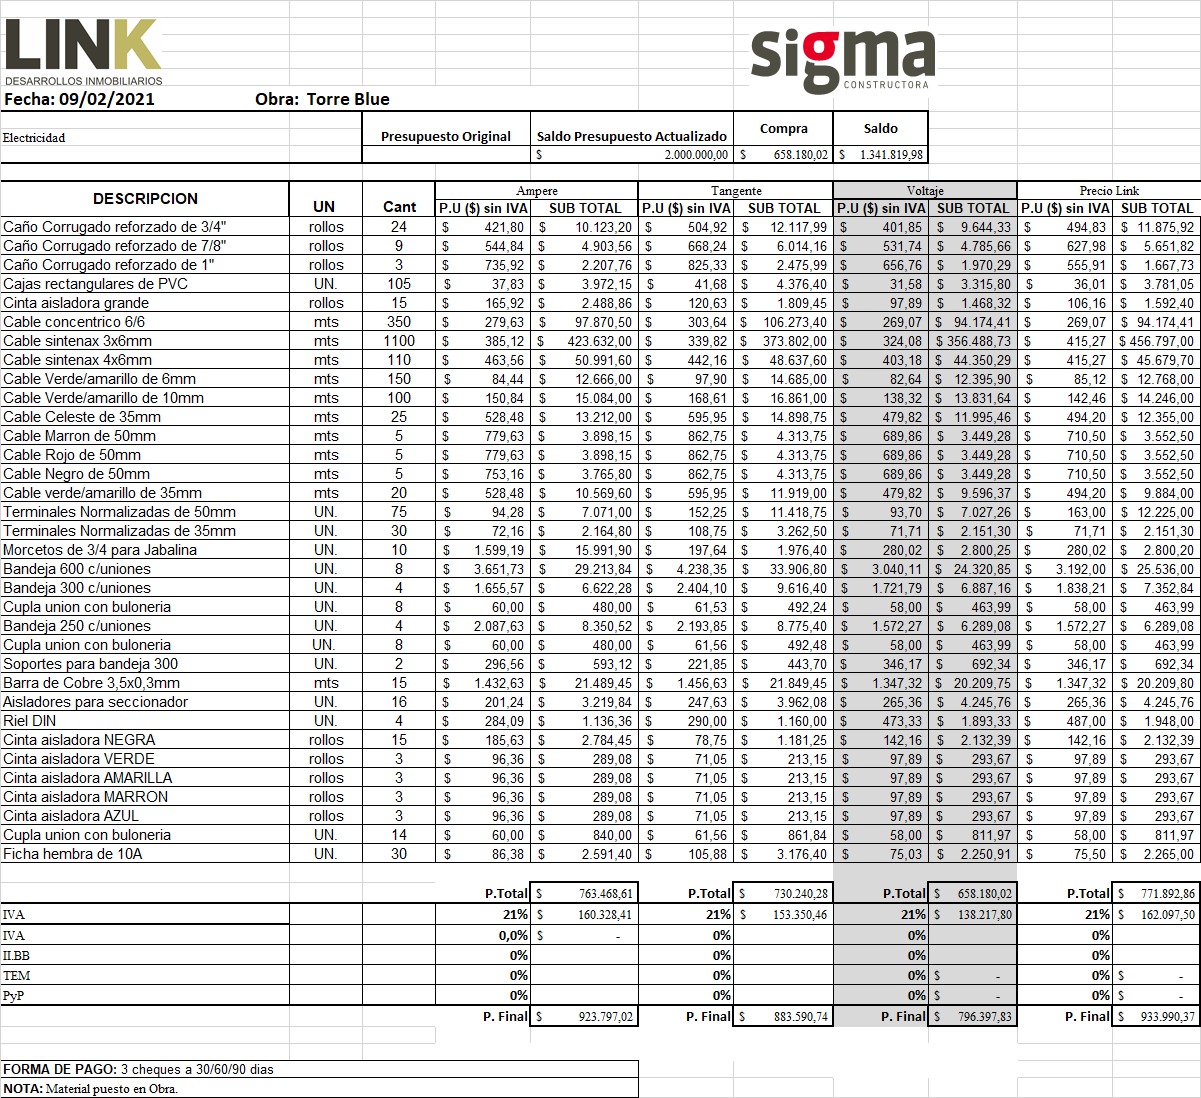 LINK
DESARROLLOS INMOBILIARIOS
sigma
CONSTRUCTORA
Fecha: 09/02/2021 Obra: Torre Blue
Electricidad Presupuesto Original Saldo Presupuesto Actualizado Compra Saldo
$ 2.000.000,00 $ 658.180,02 $ 1.341.819,98
DESCRIPCION UN Cant Ampere Tangente Voltaje Precio Link
P.U ($) sin IVA SUB TOTAL P.U ($) sin IVA SUB TOTAL P.U ($) sin IVA SUB TOTAL P.U ($) sin IVA SUB TOTAL
Caño Corrugado reforzado de 3/4" rollos 24 $ 421,80 $ 10.123,20 $ 504,92 $ 12.117,99 $ 401,85 $ 9.644,33 $ 494,83 $ 11.875,92
Caño Corrugado reforzado de 7/8" rollos 9 $ 544,84 $ 4.903,56 $ 668,24 $ 6.014,16 $ 531,74 $ 4.785,66 $ 627,98 $ 5.651,82
Caño Corrugado reforzado de 1" rollos 3 $ 735,92 $ 2.207,76 $ 825,33 $ 2.475,99 $ 656,76 $ 1.970,29 $ 555,91 $ 1.667,73
Cajas rectangulares de PVC UN. 105 $ 37,83 $ 3.972,15 $ 41,68 $ 4.376,40 $ 31,58 $ 3.315,80 $ 36,01 $ 3.781,05
Cinta aisladora grande rollos 15 $ 165,92 $ 2.488,86 $ 120,63 $ 1.809,45 $ 97,89 $ 1.468,32 $ 106,16 $ 1.592,40
Cable concentrico 6/6 mts 350 $ 279,63 $ 97.870,50 $ 303,64 $ 106.273,40 $ 269,07 $ 94.174,41 $ 269,07 $ 94.174,41
Cable sintenax 3x6mm mts 1100 $ 385,12 $ 423.632,00 $ 339,82 $ 373.802,00 $ 324,08 $ 356.488,73 $ 415,27 $ 456.797,00
Cable sintenax 4x6mm mts 110 $ 463,56 $ 50.991,60 $ 442,16 $ 48.637,60 $ 403,18 $ 44.350,29 $ 415,27 $ 45.679,70
Cable Verde/amarillo de 6mm mts 150 $ 84,44 $ 12.666,00 $ 97,90 $ 14.685,00 $ 82,64 $ 12.395,90 $ 85,12 $ 12.768,00
Cable Verde/amarillo de 10mm mts 100 $ 150,84 $ 15.084,00 $ 168,61 $ 16.861,00 $ 138,32 $ 13.831,64 $ 142,46 $ 14.246,00
Cable Celeste de 35mm mts 25 $ 528,48 $ 13.212,00 $ 595,95 $ 14.898,75 $ 479,82 $ 11.995,46 $ 494,20 $ 12.355,00
Cable Marron de 50mm mts 5 $ 779,63 $ 3.898,15 $ 862,75 $ 4.313,75 $ 689,86 $ 3.449,28 $ 710,50 $ 3.552,50
Cable Rojo de 50mm mts 5 $ 779,63 $ 3.898,15 $ 862,75 $ 4.313,75 $ 689,86 $ 3.449,28 $ 710,50 $ 3.552,50
Cable Negro de 50mm mts 5 $ 753,16 $ 3.765,80 $ 862,75 $ 4.313,75 $ 689,86 $ 3.449,28 $ 710,50 $ 3.552,50
Cable verde/amarillo de 35mm mts 20 $ 528,48 $ 10.569,60 $ 595,95 $ 11.919,00 $ 479,82 $ 9.596,37 $ 494,20 $ 9.884,00
Terminales Normalizadas de 50mm UN. 75 $ 94,28 $ 7.071,00 $ 152,25 $ 11.418,75 $ 93,70 $ 7.027,26 $ 163,00 $ 12.225,00
Terminales Normalizadas de 35mm UN. 30 $ 72,16 $ 2.164,80 $ 108,75 $ 3.262,50 $ 71,71 $ 2.151,30 $ 71,71 $ 2.151,30
Morcetos de 3/4 para Jabalina UN. 10 $ 1.599,19 $ 15.991,90 $ 197,64 $ 1.976,40 $ 280,02 $ 2.800,25 $ 280,02 $ 2.800,20
Bandeja 600 c/uniones UN. 8 $ 3.651,73 $ 29.213,84 $ 4.238,35 $ 33.906,80 $ 3.040,11 $ 24.320,85 $ 3.192,00 $ 25.536,00
Bandeja 300 c/uniones UN. 4 $ 1.655,57 $ 6.622,28 $ 2.404,10 $ 9.616,40 $ 1.721,79 $ 6.887,16 $ 1.838,21 $ 7.352,84
Cupla union con buloneria UN. 8 $ 60,00 $ 480,00 $ 61,53 $ 492,24 $ 58,00 $ 463,99 $ 58,00 $ 463,99
Bandeja 250 c/uniones UN. 4 $ 2.087,63 $ 8.350,52 $ 2.193,85 $ 8.775,40 $ 1.572,27 $ 6.289,08 $ 1.572,27 $ 6.289,08
Cupla union con buloneria UN. 8 $ 60,00 $ 480,00 $ 61,56 $ 492,48 $ 58,00 $ 463,99 $ 58,00 $ 463,99
Soportes para bandeja 300 UN. 2 $ 296,56 $ 593,12 $ 221,85 $ 443,70 $ 346,17 $ 692,34 $ 346,17 $ 692,34
Barra de Cobre 3,5x0,3mm mts 15 $ 1.432,63 $ 21.489,45 $ 1.456,63 $ 21.849,45 $ 1.347,32 $ 20.209,75 $ 1.347,32 $ 20.209,80
Aisladores para seccionador UN. 16 $ 201,24 $ 3.219,84 $ 247,63 $ 3.962,08 $ 265,36 $ 4.245,76 $ 265,36 $ 4.245,76
Riel DIN UN. 4 $ 284,09 $ 1.136,36 $ 290,00 $ 1.160,00 $ 473,33 $ 1.893,33 $ 487,00 $ 1.948,00
Cinta aisladora NEGRA rollos 15 $ 185,63 $ 2.784,45 $ 78,75 $ 1.181,25 $ 142,16 $ 2.132,39 $ 142,16 $ 2.132,39
Cinta aisladora VERDE rollos 3 $ 96,36 $ 289,08 $ 71,05 $ 213,15 $ 97,89 $ 293,67 $ 97,89 $ 293,67
Cinta aisladora AMARILLA rollos 3 $ 96,36 $ 289,08 $ 71,05 $ 213,15 $ 97,89 $ 293,67 $ 97,89 $ 293,67
Cinta aisladora MARRON rollos 3 $ 96,36 $ 289,08 $ 71,05 $ 213,15 $ 97,89 $ 293,67 $ 97,89 $ 293,67
Cinta aisladora AZUL rollos 3 $ 96,36 $ 289,08 $ 71,05 $ 213,15 $ 97,89 $ 293,67 $ 97,89 $ 293,67
Cupla union con buloneria UN. 14 $ 60,00 $ 840,00 $ 61,56 $ 861,84 $ 58,00 $ 811,97 $ 58,00 $ 811,97
Ficha hembra de 10A UN. 30 $ 86,38 $ 2.591,40 $ 105,88 $ 3.176,40 $ 75,03 $ 2.250,91 $ 75,50 $ 2.265,00
P.Total $ 763.468,61 P.Total $ 730.240,28 P.Total $ 658.180,02 P.Total $ 771.892,86
IVA 21% $ 160.328,41 21% $ 153.350,46 21% $ 138.217,80 21% $ 162.097,50
IVA 0,0% $ - 0% 0% 0%
II.BB 0% 0% 0% 0%
TEM 0% 0% 0% $ - 0% $ -
PyP 0% 0% 0% $ - 0% $ -
P. Final $ 923.797,02 P. Final $ 883.590,74 P. Final $ 796.397,83 P. Final $ 933.990,37
FORMA DE PAGO: 3 cheques a 30/60/90 dias
NOTA: Material puesto en Obra.